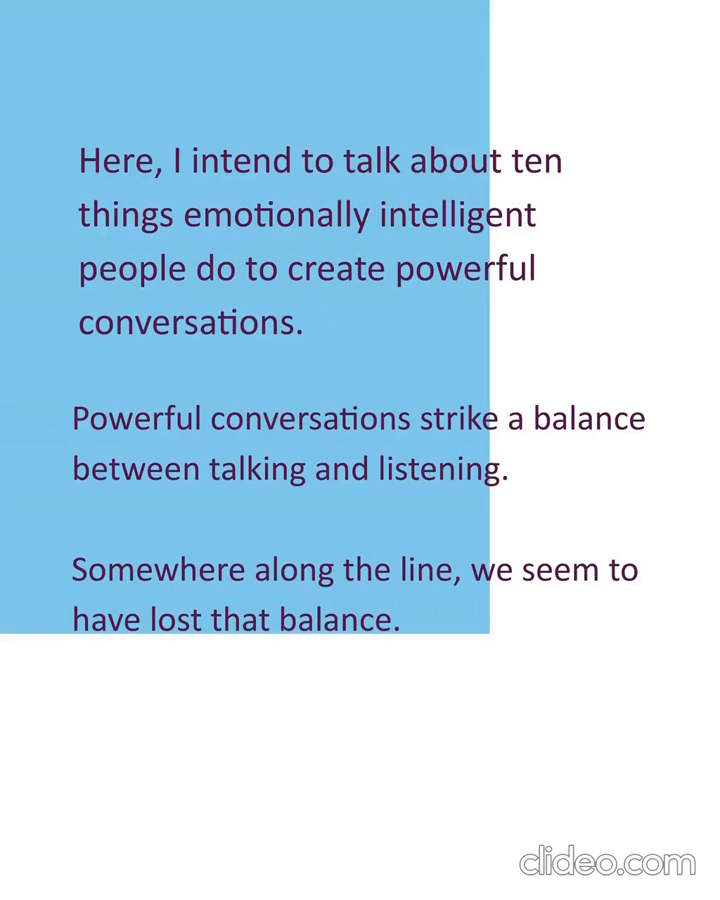 Here, I intend to talk about ten
things emotionally intelligent
people do to create powerful
conversations.
Powerful conversations strike a balance
between talking and listening.
Somewhere along the line, we seem to
have lost that balance.
clideo.com